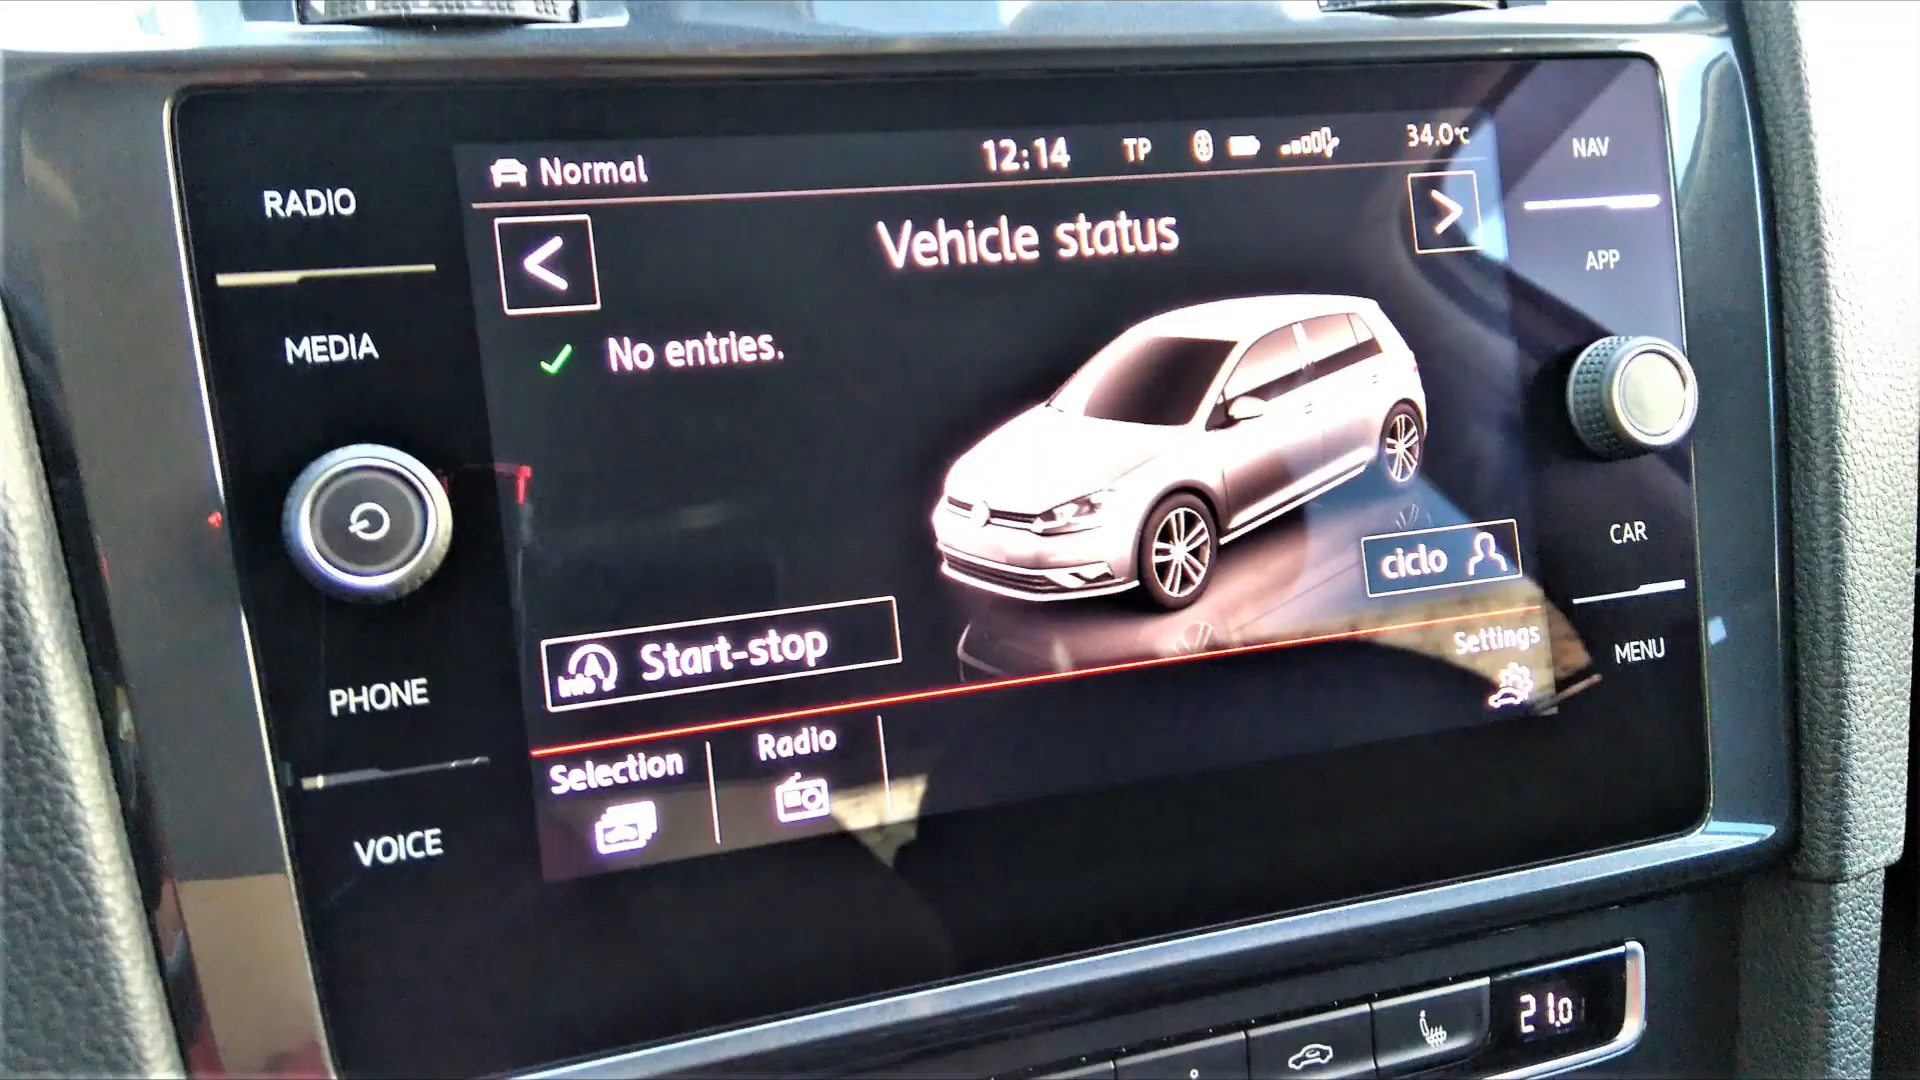 RADIO
MEDIA
PHONE
VOICE
Normal
12:14
TP
34.0°C
Vehicle status
No entries.
Start-stop
ciclo
Settings
Selection
Radio
NAV
APP
CAR
MENU
21.0